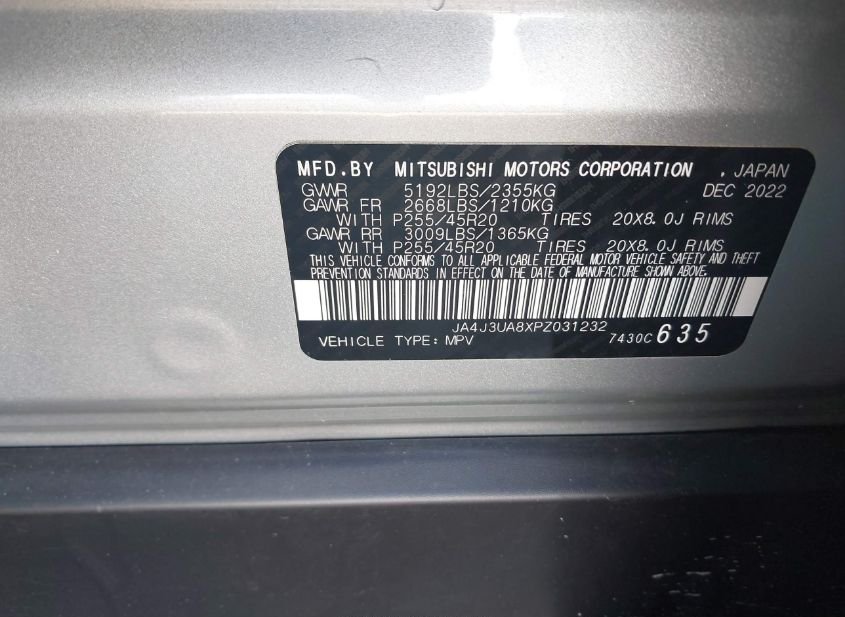 MFD.BY MITSUBISHI MOTORS CORPORATION , JAPAN
GVWR 5192LBS/2355KG DEC 2022
GAWR FR 2668LBS/1210KG
WITH P255/45R20 TIRES 20X8.0J RIMS
GAWR RR 3009LBS/1365KG
WITH P255/45R20 TIRES 20X8.0J RIMS
THIS VEHICLE CONFORMS TO ALL APPLICABLE FEDERAL MOTOR VEHICLE SAFETY AND THEFT
PREVENTION STANDARDS IN EFFECT ON THE DATE OF MANUFACTURE SHOWN ABOVE.
JA4J3UA8XPZ031232
VEHICLE TYPE: MPV 7430C 635